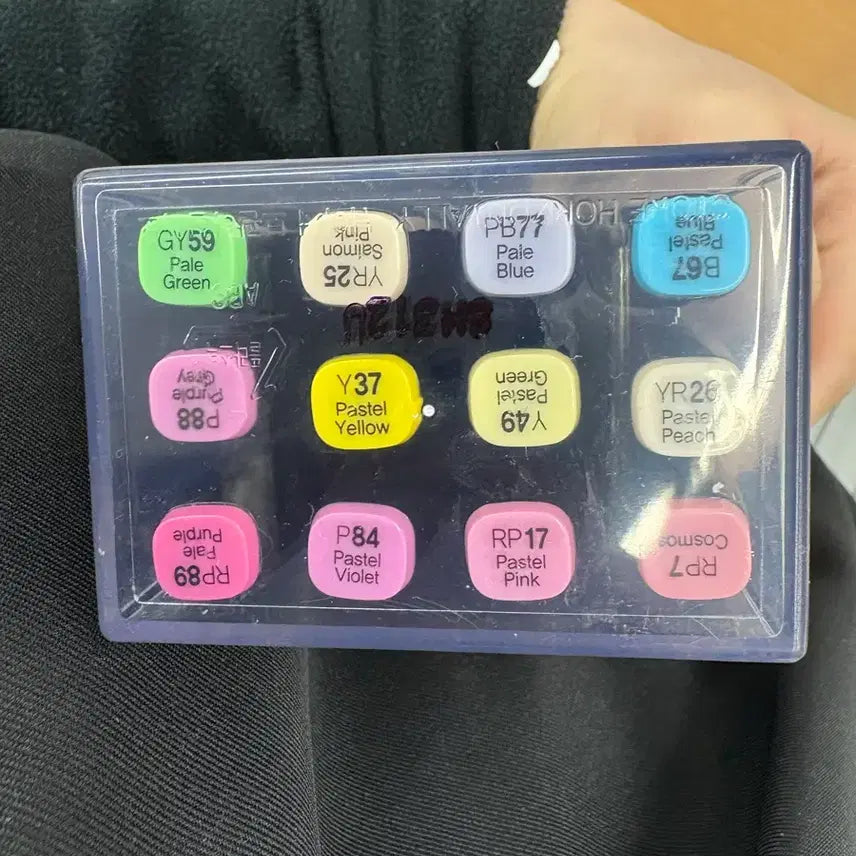 GY59
Pale
Green
YR25
Salmon
Pink
PB77
Pale
Blue
B67
Pastel
Blue
P88
Purple
Grey
Y37
Pastel
Yellow
Y49
Pastel
Green
YR26
Pastel
Peach
RP89
Pale
Purple
P84
Pastel
Violet
RP17
Pastel
Pink
RP7
Cosmos